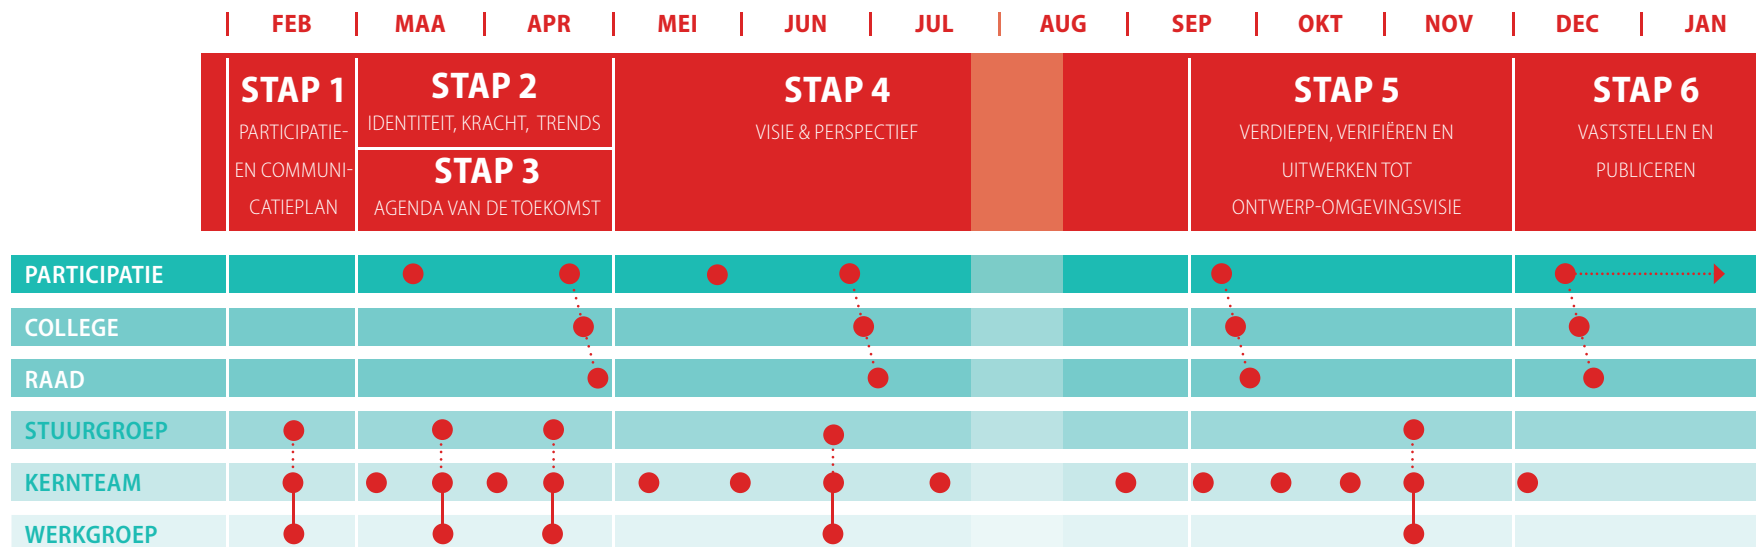 FEB MAA APR MEI JUN JUL AUG SEP OKT NOV DEC JAN
STAP 1
PARTICIPATIE-
EN COMMUNI-
CATIEPLAN
STAP 2
IDENTITEIT, KRACHT, TRENDS
STAP 3
AGENDA VAN DE TOEKOMST
STAP 4
VISIE & PERSPECTIEF
STAP 5
VERDIEPEN, VERIFIËREN EN
UITWERKEN TOT
ONTWERP-OMGEVINGSVISIE
STAP 6
VASTSTELLEN EN
PUBLICEREN
PARTICIPATIE
COLLEGE
RAAD
STUURGROEP
KERNTEAM
WERKGROEP